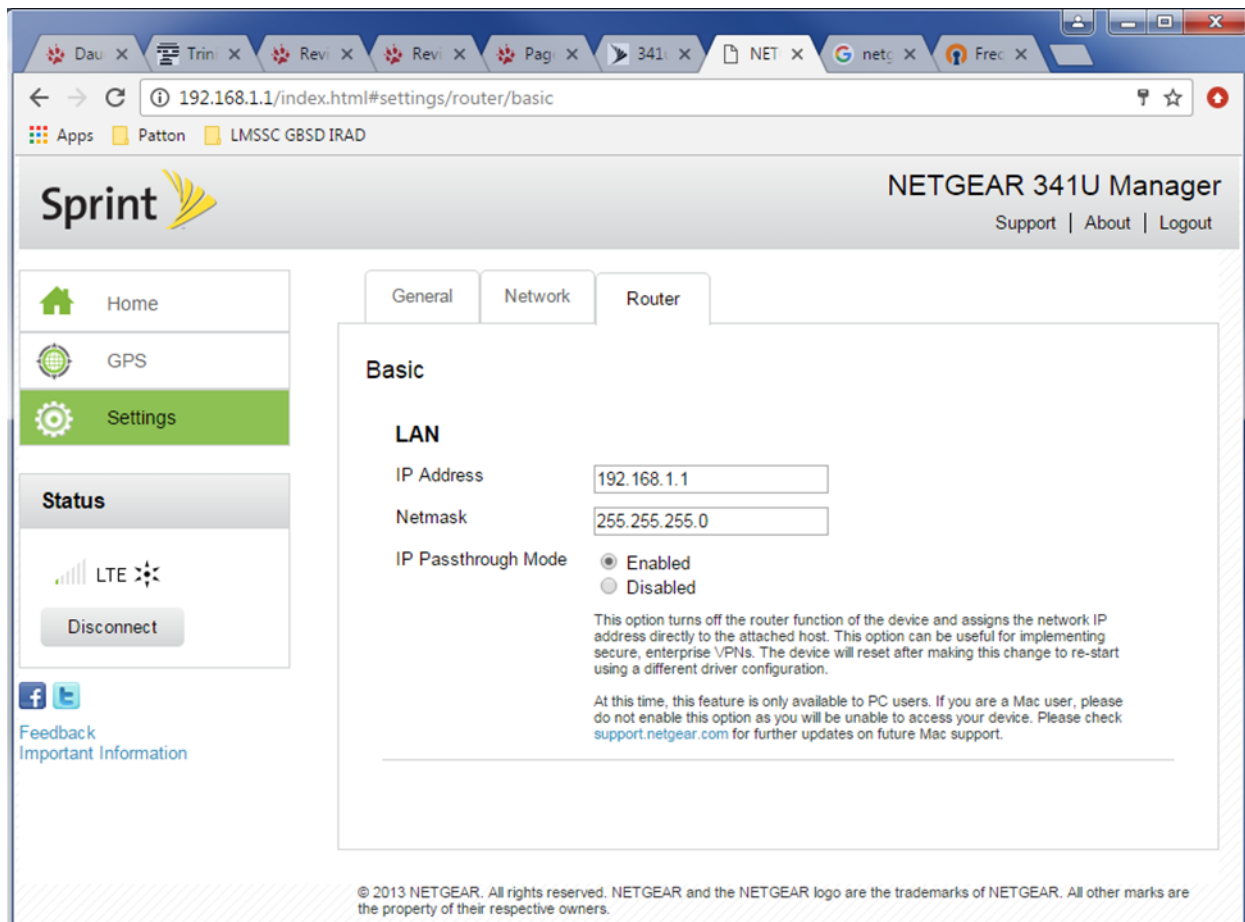 Dau
Trini
Revi
Revi
Page
341u
NET
netg
Frec
192.168.1.1/index.html#settings/router/basic
Apps
Patton
LMSSC GBSD IRAD
Sprint
NETGEAR 341U Manager
Support | About | Logout
Home
GPS
Settings
Status
LTE
Disconnect
Feedback
Important Information
General
Network
Router
Basic
LAN
IP Address
192.168.1.1
Netmask
255.255.255.0
IP Passthrough Mode
Enabled
Disabled
This option turns off the router function of the device and assigns the network IP
address directly to the attached host. This option can be useful for implementing
secure, enterprise VPNs. The device will reset after making this change to re-start
using a different driver configuration.
At this time, this feature is only available to PC users. If you are a Mac user, please
do not enable this option as you will be unable to access your device. Please check
support.netgear.com for further updates on future Mac support.
© 2013 NETGEAR. All rights reserved. NETGEAR and the NETGEAR logo are the trademarks of NETGEAR. All other marks are
the property of their respective owners.